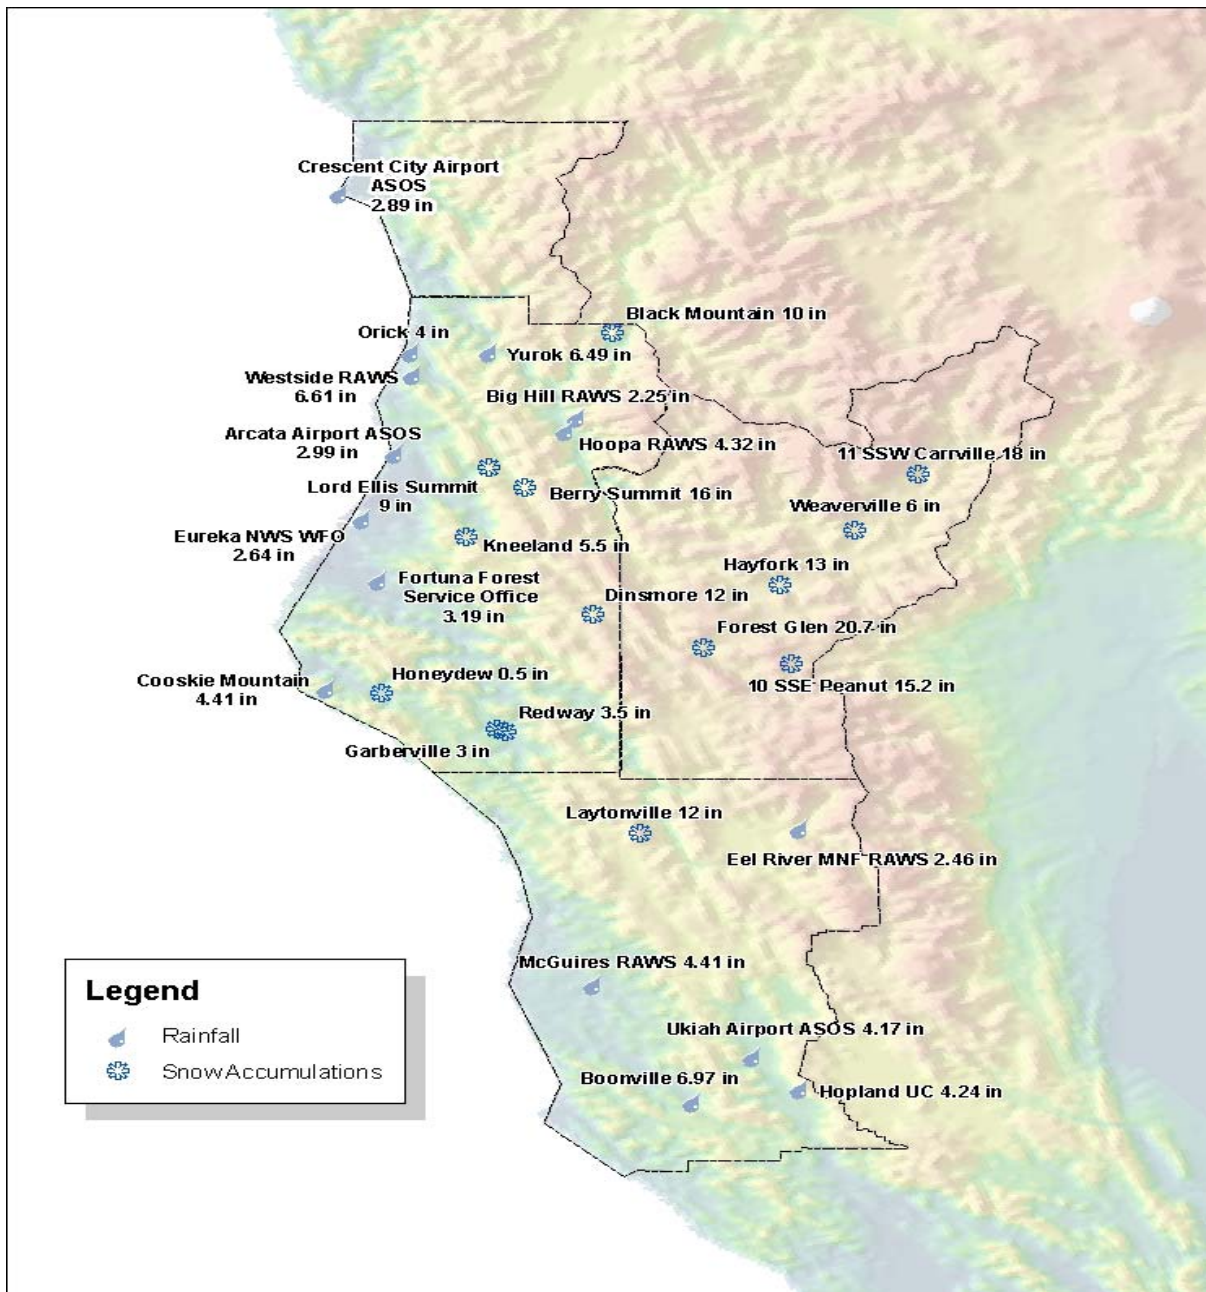 Crescent City Airport
ASOS
2.89 in
Black Mountain 10 in
Orick 4 in
Yurok 6.49 in
Westside RAWS
6.61 in
Big Hill RAWS 2.25 in
Arcata Airport ASOS
2.99 in
Hoopa RAWS 4.32 in
11 SSW Carrville 18 in
Lord Ellis Summit
9 in
Berry Summit 16 in
Weaverville 6 in
Eureka NWS WFO
2.64 in
Kneeland 5.5 in
Hayfork 13 in
Fortuna Forest
Service Office
3.19 in
Dinsmore 12 in
Forest Glen 20.7 in
Cooskie Mountain
4.41 in
Honeydew 0.5 in
10 SSE Peanut 15.2 in
Redway 3.5 in
Garberville 3 in
Laytonville 12 in
Eel River MNF RAWS 2.46 in
McGuires RAWS 4.41 in
Ukiah Airport ASOS 4.17 in
Boonville 6.97 in
Hopland UC 4.24 in
Legend
Rainfall
Snow Accumulations